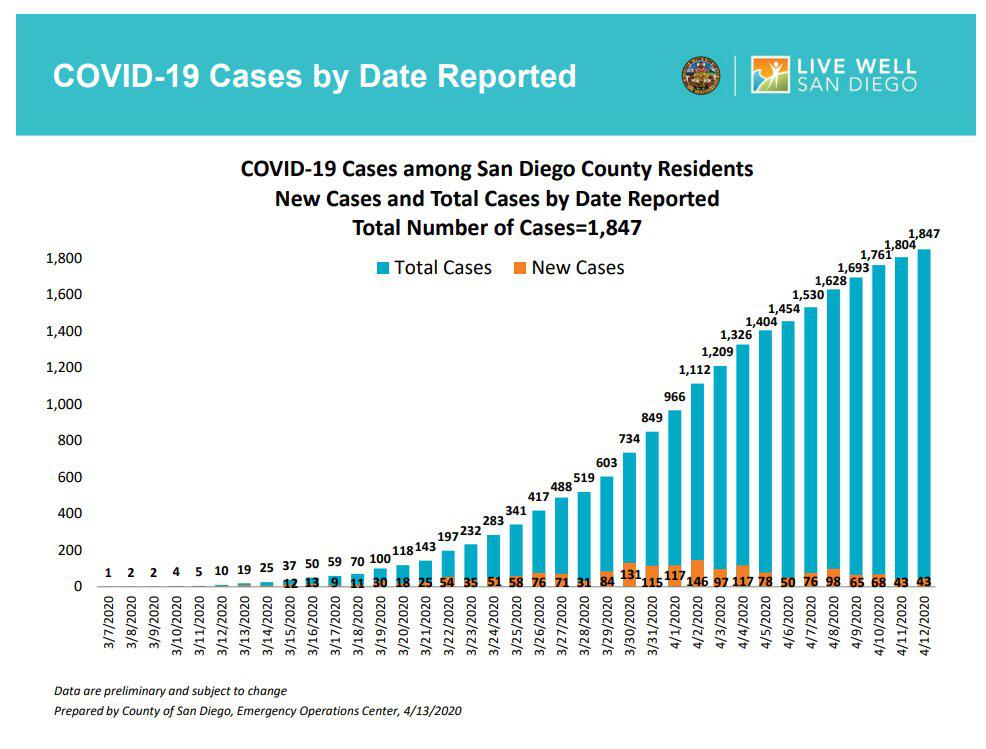 COVID-19 Cases by Date Reported
LIVE WELL
SAN DIEGO
COVID-19 Cases among San Diego County Residents
New Cases and Total Cases by Date Reported
Total Number of Cases=1,847
Total Cases New Cases
1,800
1,600
1,400
1,200
1,000
800
600
400
200
0
1 2 2 4 5 10 19 25 37 50 59 70 100 118 143 197 232 283 341 417 488 519 603 734 849 966 1,112 1,209 1,326 1,404 1,454 1,530 1,628 1,693 1,761 1,804 1,847
12 13 9 11 30 18 25 54 35 51 58 76 71 31 84 131 115 117 146 97 117 78 50 76 98 65 68 43 43
3/7/2020 3/8/2020 3/9/2020 3/10/2020 3/11/2020 3/12/2020 3/13/2020 3/14/2020 3/15/2020 3/16/2020 3/17/2020 3/18/2020 3/19/2020 3/20/2020 3/21/2020 3/22/2020 3/23/2020 3/24/2020 3/25/2020 3/26/2020 3/27/2020 3/28/2020 3/29/2020 3/30/2020 3/31/2020 4/1/2020 4/2/2020 4/3/2020 4/4/2020 4/5/2020 4/6/2020 4/7/2020 4/8/2020 4/9/2020 4/10/2020 4/11/2020 4/12/2020
Data are preliminary and subject to change
Prepared by County of San Diego, Emergency Operations Center, 4/13/2020